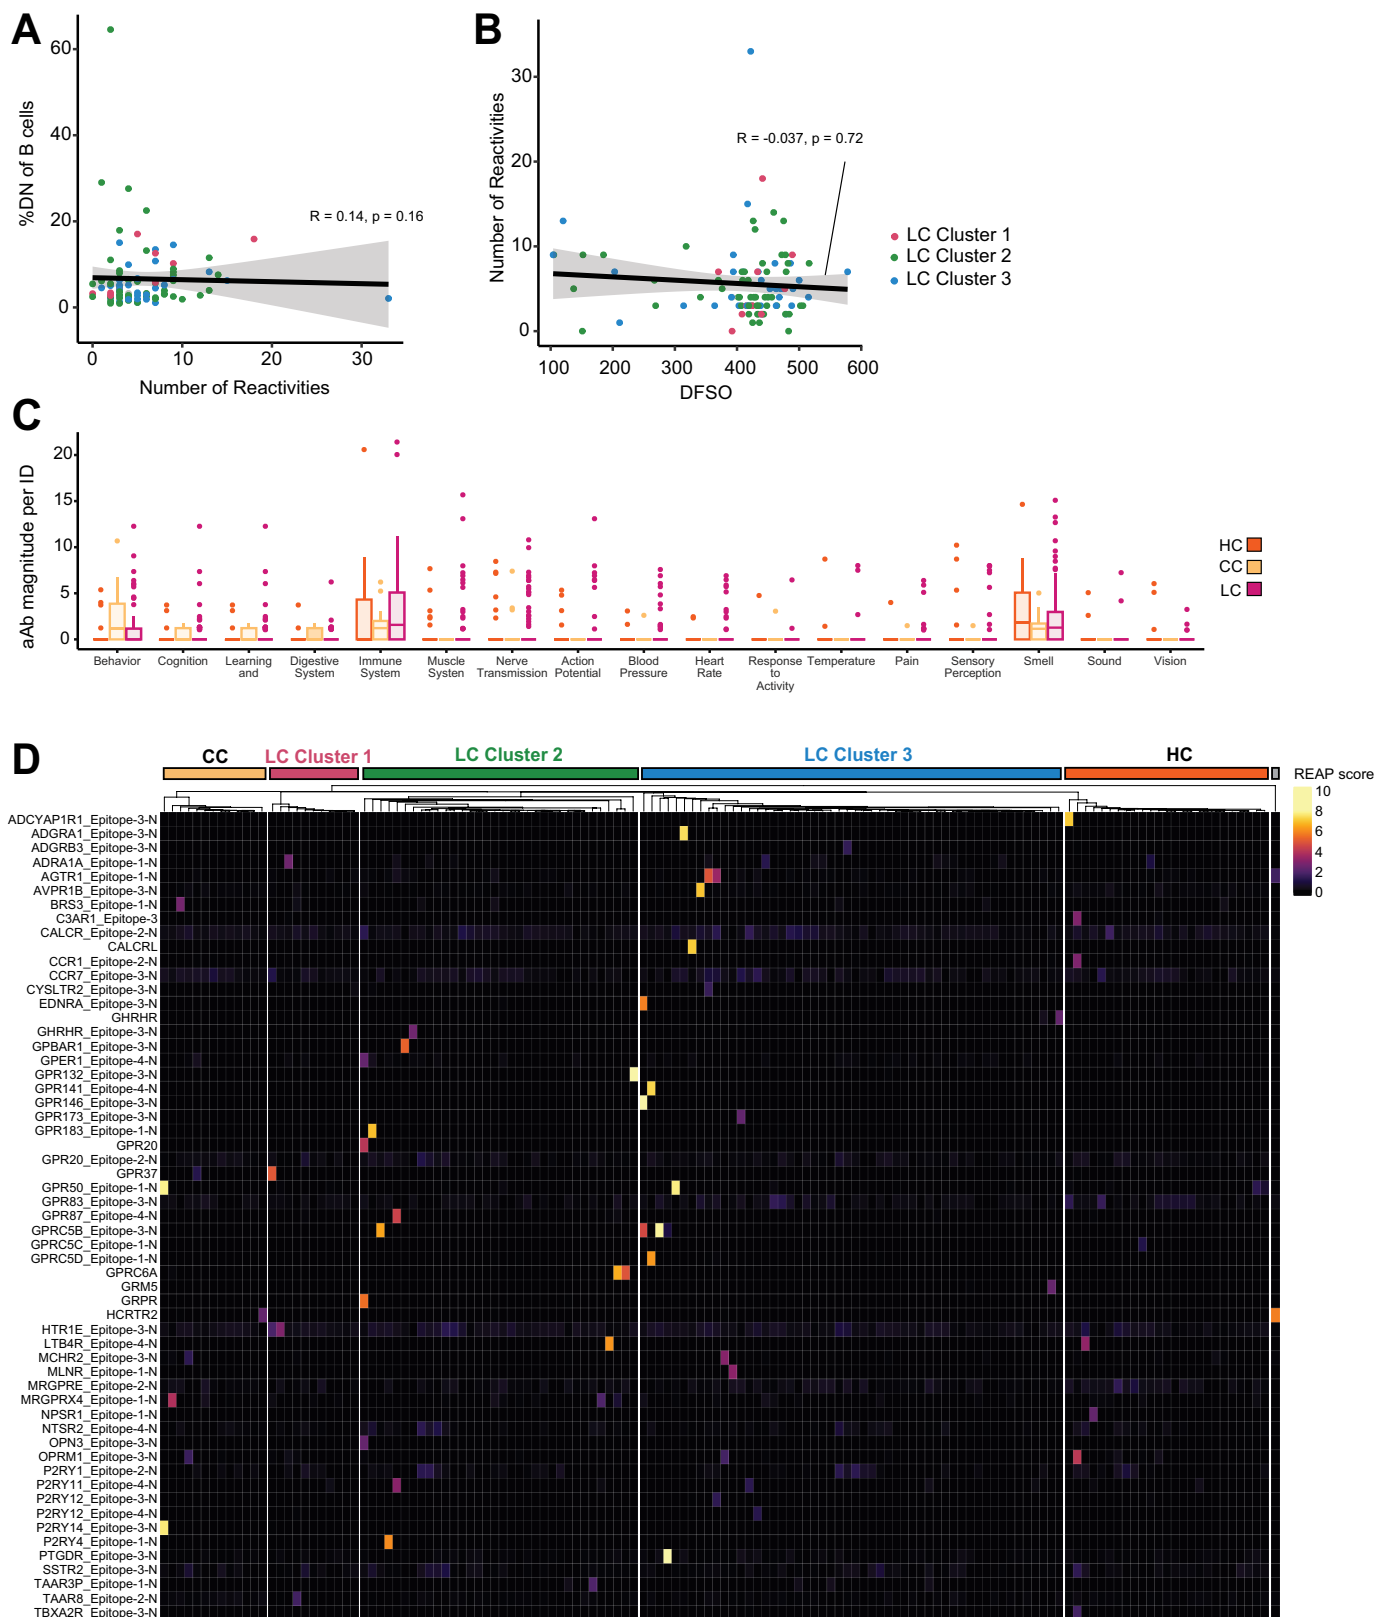 A
60
40
20
0
%DN of B cells
R = 0.14, p = 0.16
0
10
20
30
Number of Reactivities
B
30
20
10
0
Number of Reactivities
R = -0.037, p = 0.72
100
200
300
400
500
600
DFSO
LC Cluster 1
LC Cluster 2
LC Cluster 3
C
20
15
10
5
0
aAb magnitude per ID
HC
CC
LC
Behavior
Cognition
Learning
and
Digestive
System
Immune
System
Muscle
Systen
Nerve
Transmission
Action
Potential
Blood
Pressure
Heart
Rate
Response
to
Activity
Temperature
Pain
Sensory
Perception
Smell
Sound
Vision
D
CC
LC Cluster 1
LC Cluster 2
LC Cluster 3
HC
REAP score
10
8
6
4
2
0
ADCYAP1R1_Epitope-3-N
ADGRA1_Epitope-3-N
ADGRB3_Epitope-3-N
ADRA1A_Epitope-1-N
AGTR1_Epitope-1-N
AVPR1B_Epitope-3-N
BRS3_Epitope-1-N
C3AR1_Epitope-3
CALCR_Epitope-2-N
CALCRL
CCR1_Epitope-2-N
CCR7_Epitope-3-N
CYSLTR2_Epitope-3-N
EDNRA_Epitope-3-N
GHRHR
GHRHR_Epitope-3-N
GPBAR1_Epitope-3-N
GPER1_Epitope-4-N
GPR132_Epitope-3-N
GPR141_Epitope-4-N
GPR146_Epitope-3-N
GPR173_Epitope-3-N
GPR183_Epitope-1-N
GPR20
GPR20_Epitope-2-N
GPR37
GPR50_Epitope-1-N
GPR83_Epitope-3-N
GPR87_Epitope-4-N
GPRC5B_Epitope-3-N
GPRC5C_Epitope-1-N
GPRC5D_Epitope-1-N
GPRC6A
GRM5
GRPR
HCRTR2
HTR1E_Epitope-3-N
LTB4R_Epitope-4-N
MCHR2_Epitope-3-N
MLNR_Epitope-1-N
MRGPRE_Epitope-2-N
MRGPRX4_Epitope-1-N
NPSR1_Epitope-1-N
NTSR2_Epitope-4-N
OPN3_Epitope-3-N
OPRM1_Epitope-3-N
P2RY1_Epitope-2-N
P2RY11_Epitope-4-N
P2RY12_Epitope-3-N
P2RY12_Epitope-4-N
P2RY14_Epitope-3-N
P2RY4_Epitope-1-N
PTGDR_Epitope-3-N
SSTR2_Epitope-3-N
TAAR3P_Epitope-1-N
TAAR8_Epitope-2-N
TBXA2R_Epitope-3-N